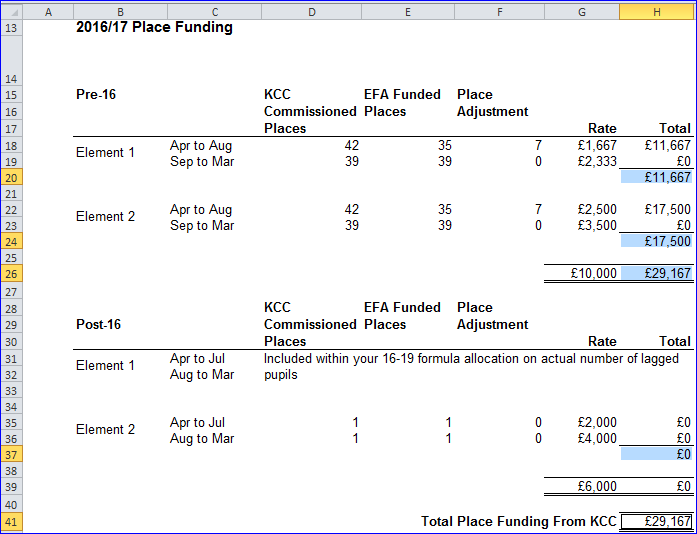 A B C D E F G H
13 2016/17 Place Funding
14
15 Pre-16 KCC EFA Funded Place
16 Commissioned Places Adjustment
17 Places Rate Total
18 Element 1 Apr to Aug 42 35 7 £1,667 £11,667
19 Sep to Mar 39 39 0 £2,333 £0
20 £11,667
21
22 Element 2 Apr to Aug 42 35 7 £2,500 £17,500
23 Sep to Mar 39 39 0 £3,500 £0
24 £17,500
25
26 £10,000 £29,167
27
28 KCC EFA Funded Place
29 Post-16 Commissioned Places Adjustment
30 Places Rate Total
31 Element 1 Apr to Jul Included within your 16-19 formula allocation on actual number of lagged
32 Aug to Mar pupils
33
34
35 Element 2 Apr to Jul 1 1 0 £2,000 £0
36 Aug to Mar 1 1 0 £4,000 £0
37 £0
38
39 £6,000 £0
40
41 Total Place Funding From KCC £29,167